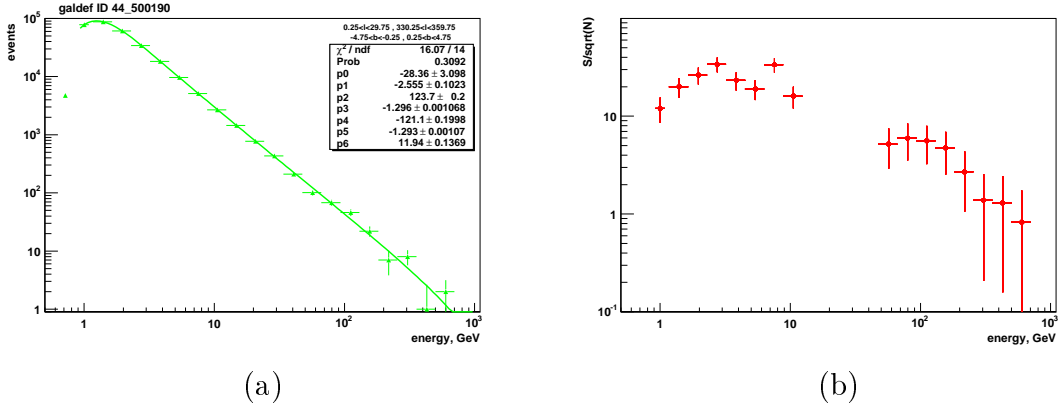 galdef ID 44_500190
0.25<l<29.75 , 330.25<l<359.75
-4.75<b<-0.25 , 0.25<b<4.75
χ² / ndf 16.07 / 14
Prob 0.3092
p0 -28.36 ± 3.098
p1 -2.555 ± 0.1023
p2 123.7 ± 0.2
p3 -1.296 ± 0.001068
p4 -121.1 ± 0.1998
p5 -1.293 ± 0.00107
p6 11.94 ± 0.1369
events
10⁵
10⁴
10³
10²
10
1
1 10 10² 10³
energy, GeV
(a)
S/sqrt(N)
10
1
10⁻¹
1 10 10² 10³
energy, GeV
(b)